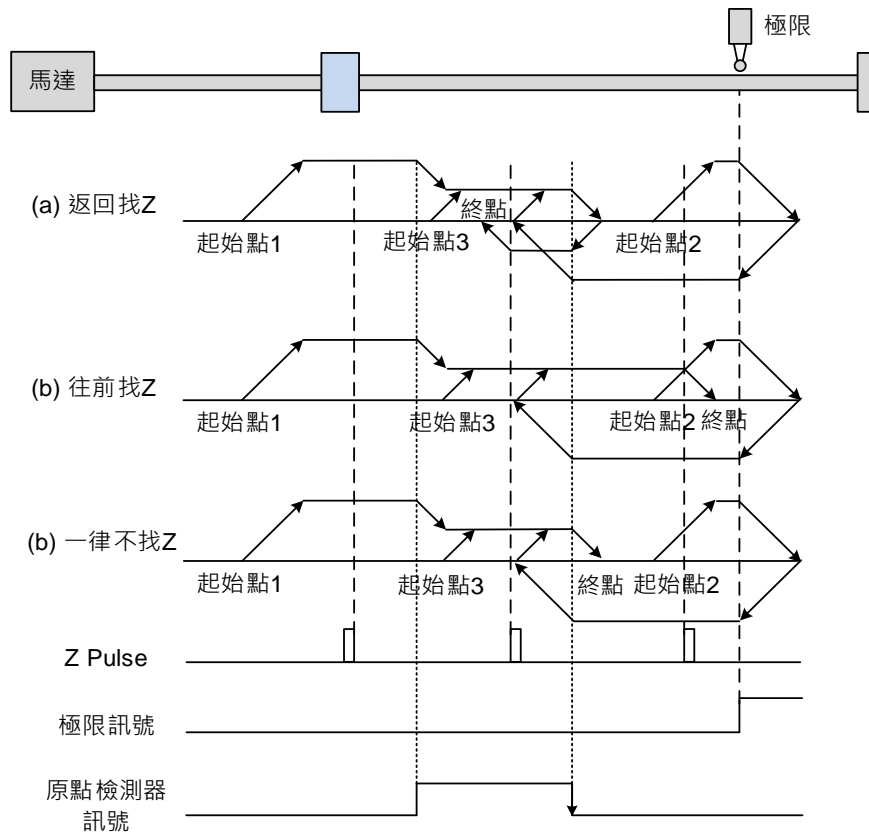 極限
馬達
(a) 返回找Z
終點
起始點1
起始點3
起始點2
(b) 往前找Z
起始點1
起始點3
起始點2
終點
(b) 一律不找Z
起始點1
起始點3
終點
起始點2
Z Pulse
極限訊號
原點檢測器
訊號